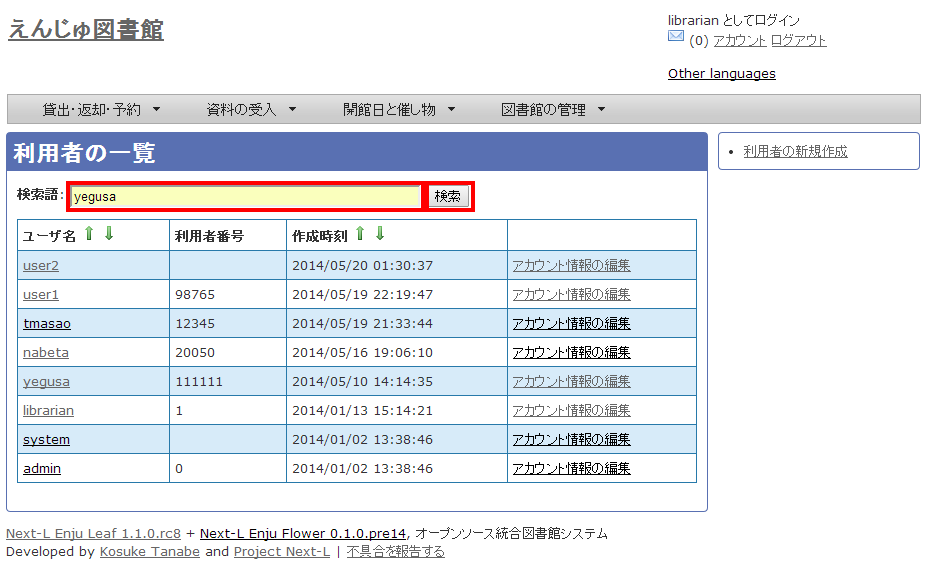 えんじゅ図書館
librarian としてログイン
(0) アカウント ログアウト
Other languages
貸出・返却・予約 ▼ 資料の受入 ▼ 開館日と催し物 ▼ 図書館の管理 ▼
利用者の一覧
・ 利用者の新規作成
検索語: yegusa 検索
ユーザ名 ⬆ ⬇ 利用者番号 作成時刻 ⬆ ⬇
user2 2014/05/20 01:30:37 アカウント情報の編集
user1 98765 2014/05/19 22:19:47 アカウント情報の編集
tmasao 12345 2014/05/19 21:33:44 アカウント情報の編集
nabeta 20050 2014/05/16 19:06:10 アカウント情報の編集
yegusa 111111 2014/05/10 14:14:35 アカウント情報の編集
librarian 1 2014/01/13 15:14:21 アカウント情報の編集
system 2014/01/02 13:38:46 アカウント情報の編集
admin 0 2014/01/02 13:38:46 アカウント情報の編集
Next-L Enju Leaf 1.1.0.rc8 + Next-L Enju Flower 0.1.0.pre14, オープンソース統合図書館システム
Developed by Kosuke Tanabe and Project Next-L | 不具合を報告する